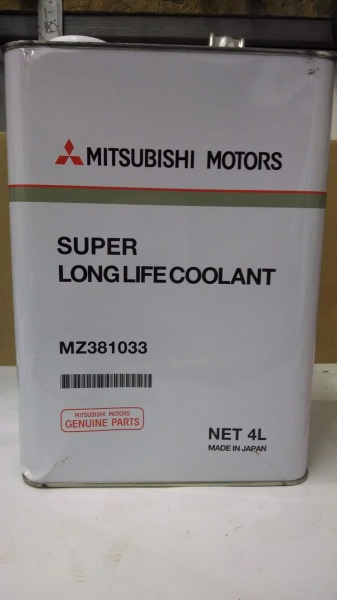 MITSUBISHI MOTORS
SUPER
LONG LIFE COOLANT
MZ381033
MITSUBISHI MOTORS
GENUINE PARTS
NET 4L
MADE IN JAPAN